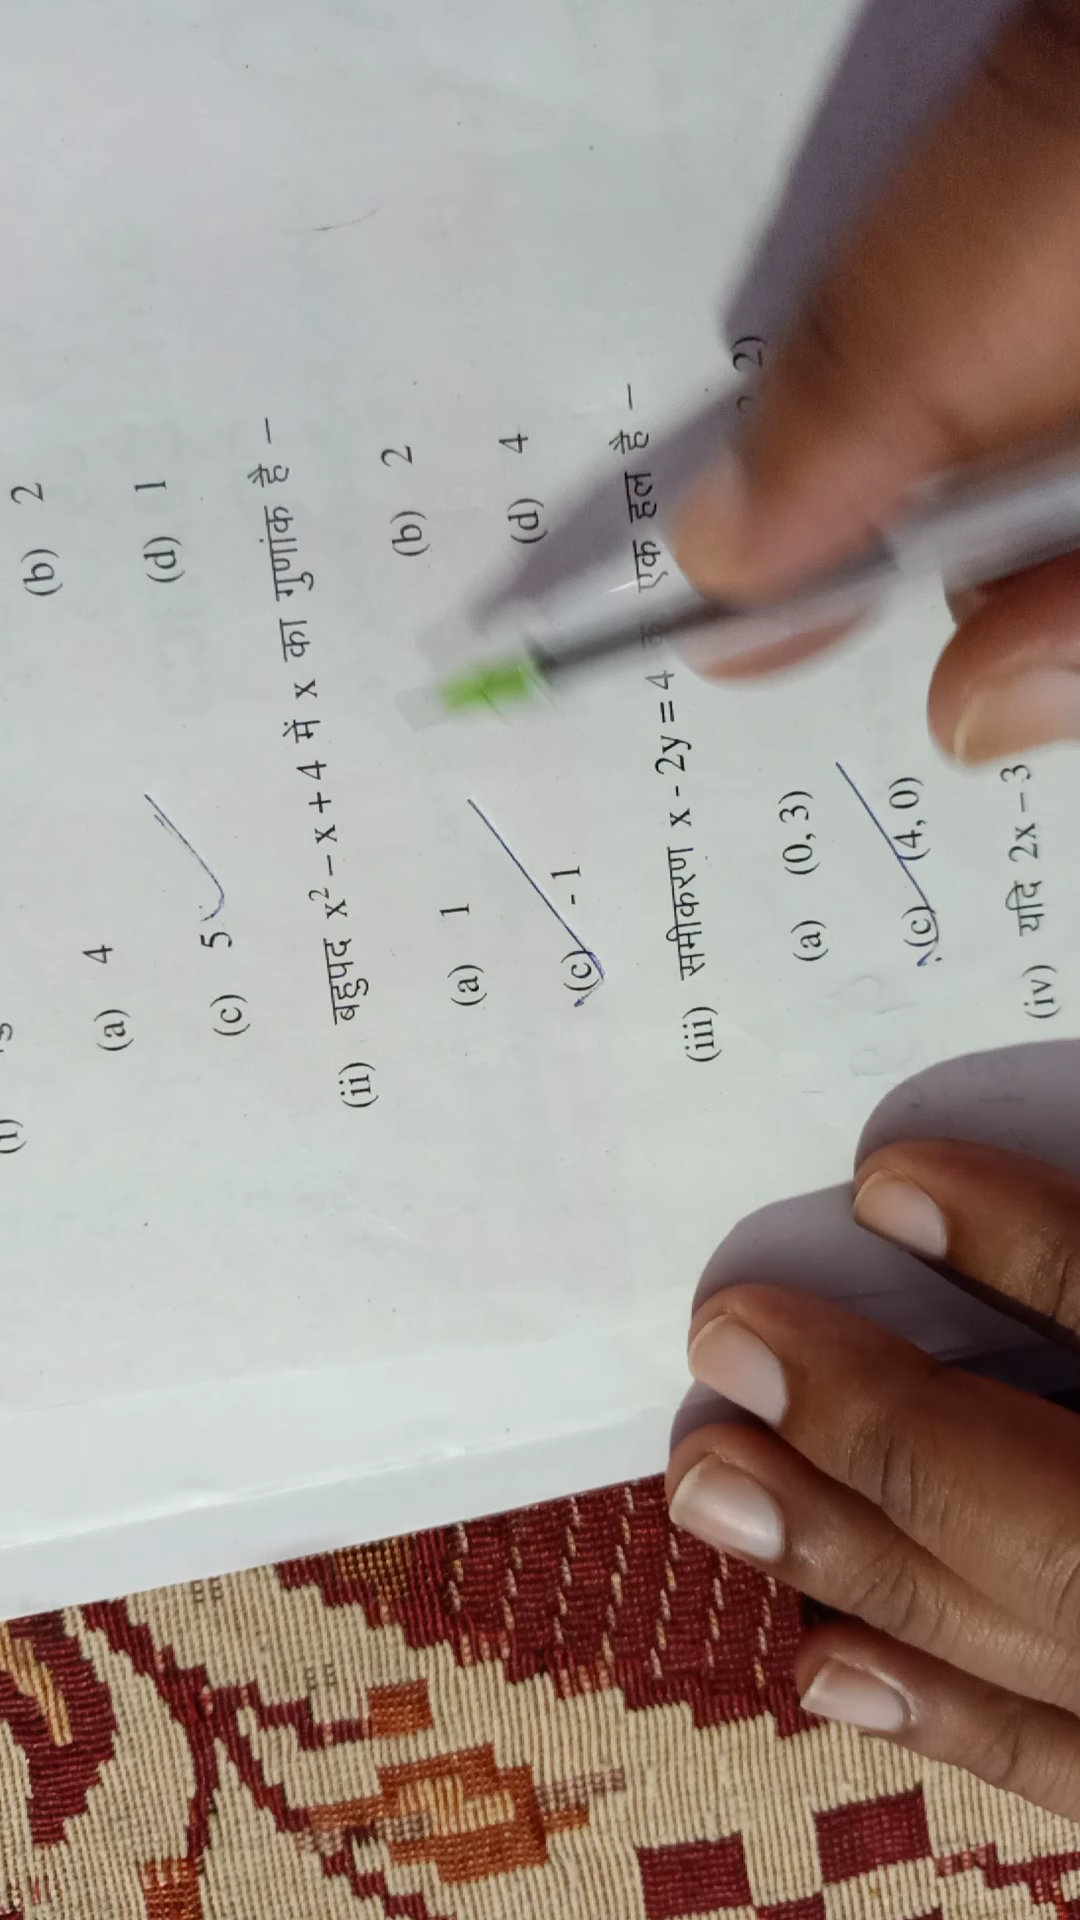 (b) 2
(a) 4 (d) 1
(c) 5
(ii) बहुपद x² – x + 4 में x का गुणांक है –
(a) 1 (b) 2
(c) - 1 (d) 4
(iii) समीकरण x - 2y = 4 एक हल है –
(a) (0, 3) 2)
(c) (4, 0)
(iv) यदि 2x – 3